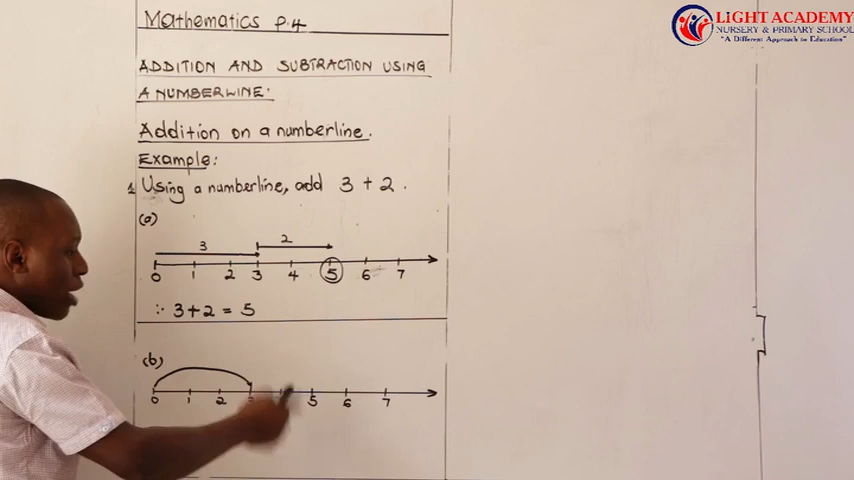 Mathematics P.4
LIGHT ACADEMY
NURSERY & PRIMARY SCHOOL
"A Different Approach to Education"
ADDITION AND SUBTRACTION USING
A NUMBERLINE:
Addition on a numberline.
Example:
1. Using a numberline, add 3 + 2.
(a)
3 2
0 1 2 3 4 5 6 7
∴ 3+2 = 5
(b)
0 1 2 5 6 7